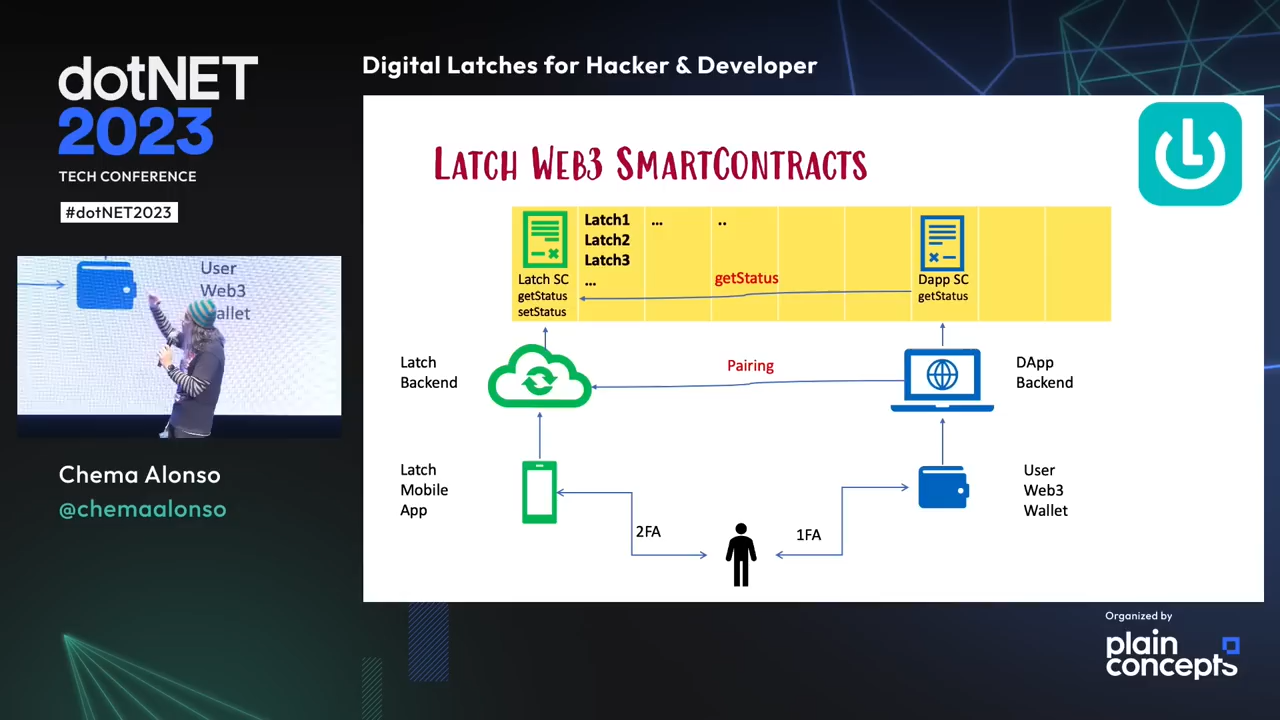 dotNET
2023
TECH CONFERENCE
#dotNET2023
User
Web3
Wallet
Chema Alonso
@chemaalonso
Digital Latches for Hacker & Developer
LATCH WEB3 SMARTCONTRACTS
Latch1
Latch2
Latch3
...
...
..
Latch SC
getStatus
setStatus
getStatus
Dapp SC
getStatus
Latch
Backend
Pairing
DApp
Backend
Latch
Mobile
App
User
Web3
Wallet
2FA
1FA
Organized by
plain
concepts